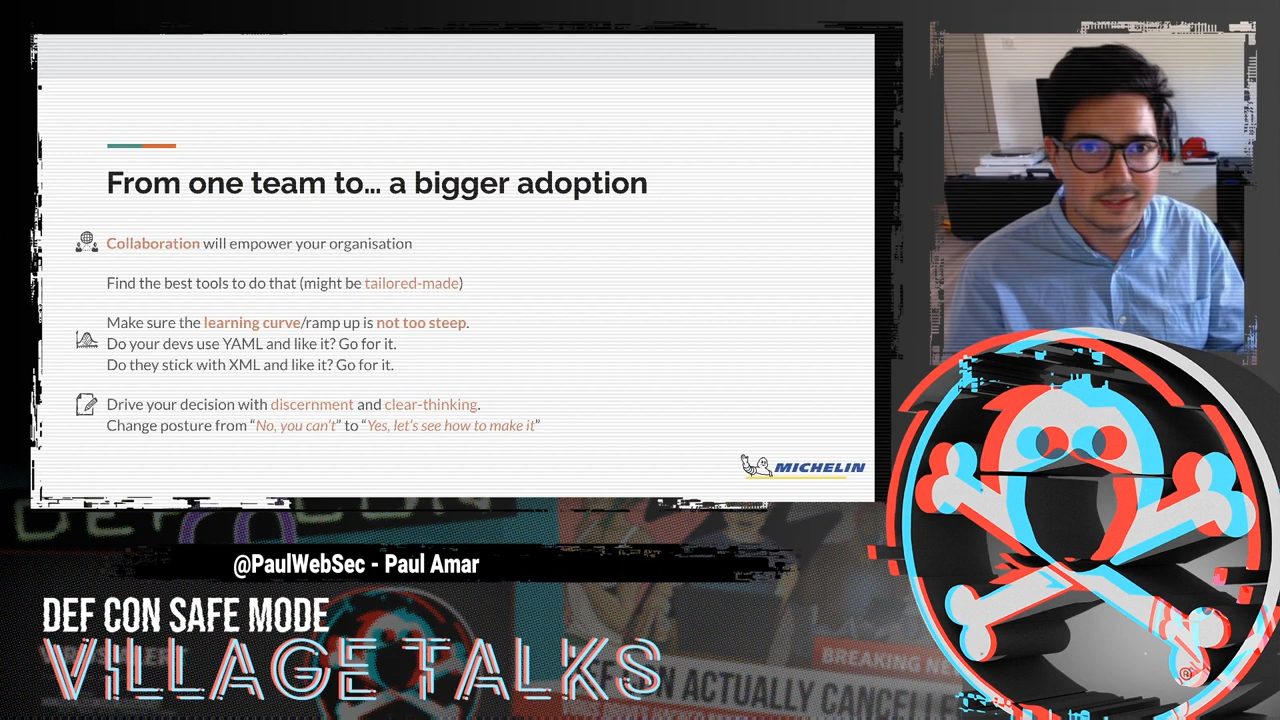 From one team to... a bigger adoption
Collaboration will empower your organisation
Find the best tools to do that (might be tailored-made)
Make sure the learning curve/ramp up is not too steep.
Do your devs use YAML and like it? Go for it.
Do they stick with XML and like it? Go for it.
Drive your decision with discernment and clear-thinking.
Change posture from “No, you can’t” to “Yes, let’s see how to make it”
MICHELIN
DEF CON
@PaulWebSec - Paul Amar
DEF CON SAFE MODE
VILLAGE TALKS
BREAKING NE
DEF CON ACTUALLY CANCELLE
®